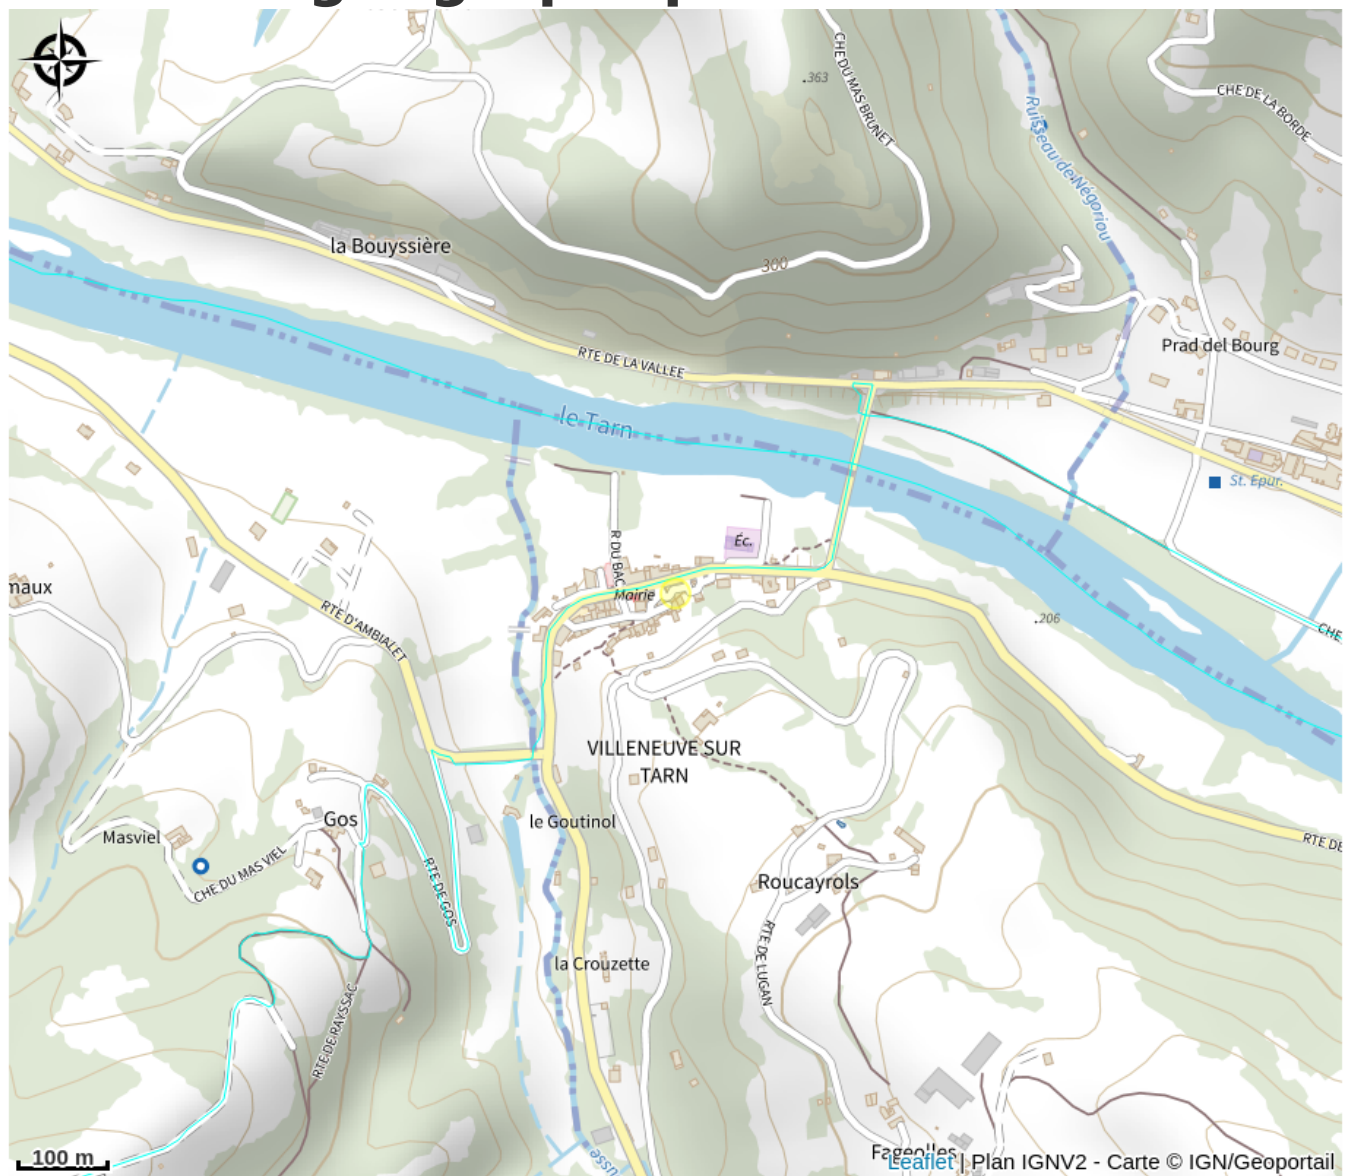 363
CHE DU MAS BRUNET
CHE DE LA BORDE
Ruisseau de Négoriou
la Bouyssière
300
RTE DE LA VALLEE
Prad del Bourg
le Tarn
St. Epur.
Éc.
R DU BAC
Mairie
maux
RTE D'AMBIALET
206
CHE
VILLENEUVE SUR
TARN
le Goutinol
Gos
Masviel
CHE DU MAS VIEL
RTE DE GOS
RTE DE
Roucayrols
RTE DE LUGAN
la Crouzette
RTE DE RAYSSAC
Fageolles
usse
100 m
Leaflet | Plan IGNV2 - Carte © IGN/Geoportail